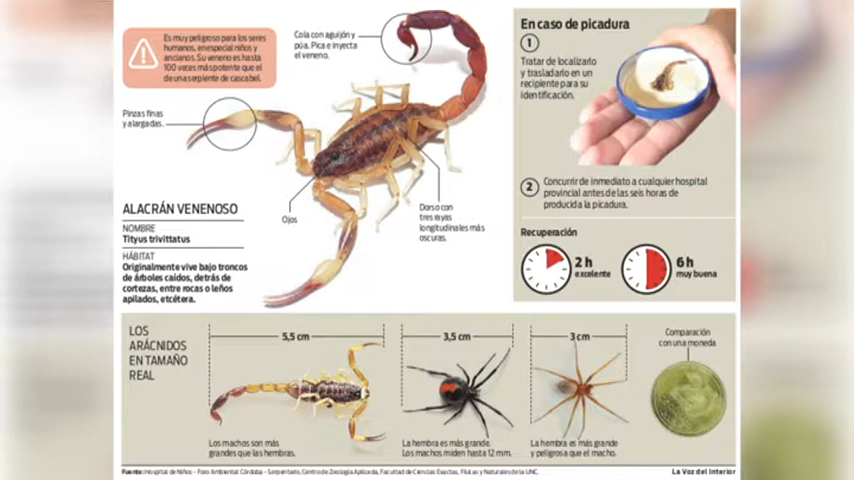 Es muy peligroso para los seres
humanos, en especial niños y
ancianos. Su veneno es hasta
100 veces más potente que el
de una serpiente de cascabel.
Cola con aguijón y
púa. Pica e inyecta
el veneno.
Pinzas finas
y alargadas.
Ojos
Dorso con
tres rayas
longitudinales más
oscuras.
ALACRÁN VENENOSO
NOMBRE
Tityus trivittatus
HÁBITAT
Originalmente vive bajo troncos
de árboles caídos, detrás de
cortezas, entre rocas o leños
apilados, etcétera.
En caso de picadura
1
Tratar de localizarlo
y trasladarlo en un
recipiente para su
identificación.
2
Concurrir de inmediato a cualquier hospital
provincial antes de las seis horas de
producida la picadura.
Recuperación
2 h
excelente
6 h
muy buena
LOS
ARÁCNIDOS
EN TAMAÑO
REAL
5,5 cm
Los machos son más
grandes que las hembras.
3,5 cm
La hembra es más grande.
Los machos miden hasta 12 mm.
3 cm
La hembra es más grande
y peligrosa que el macho.
Comparación
con una moneda
Fuente: Hospital de Niños - Foro Ambiental Córdoba - Serpentario, Centro de Zoología Aplicada, Facultad de Ciencias Exactas, Físicas y Naturales de la UNC.
La Voz del Interior